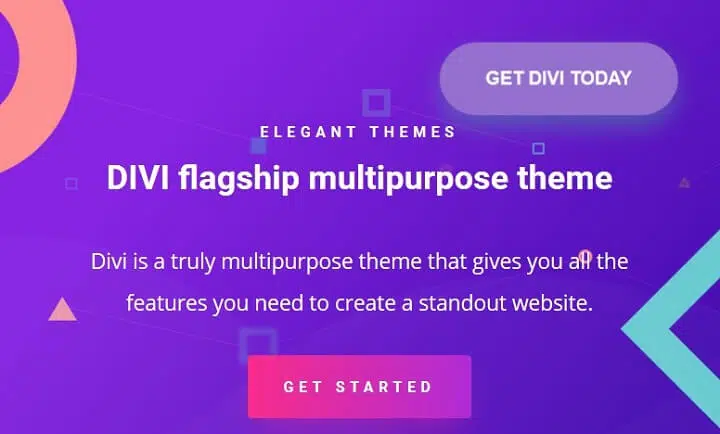 GET DIVI TODAY
ELEGANT THEMES
DIVI flagship multipurpose theme
Divi is a truly multipurpose theme that gives you all the
features you need to create a standout website.
GET STARTED